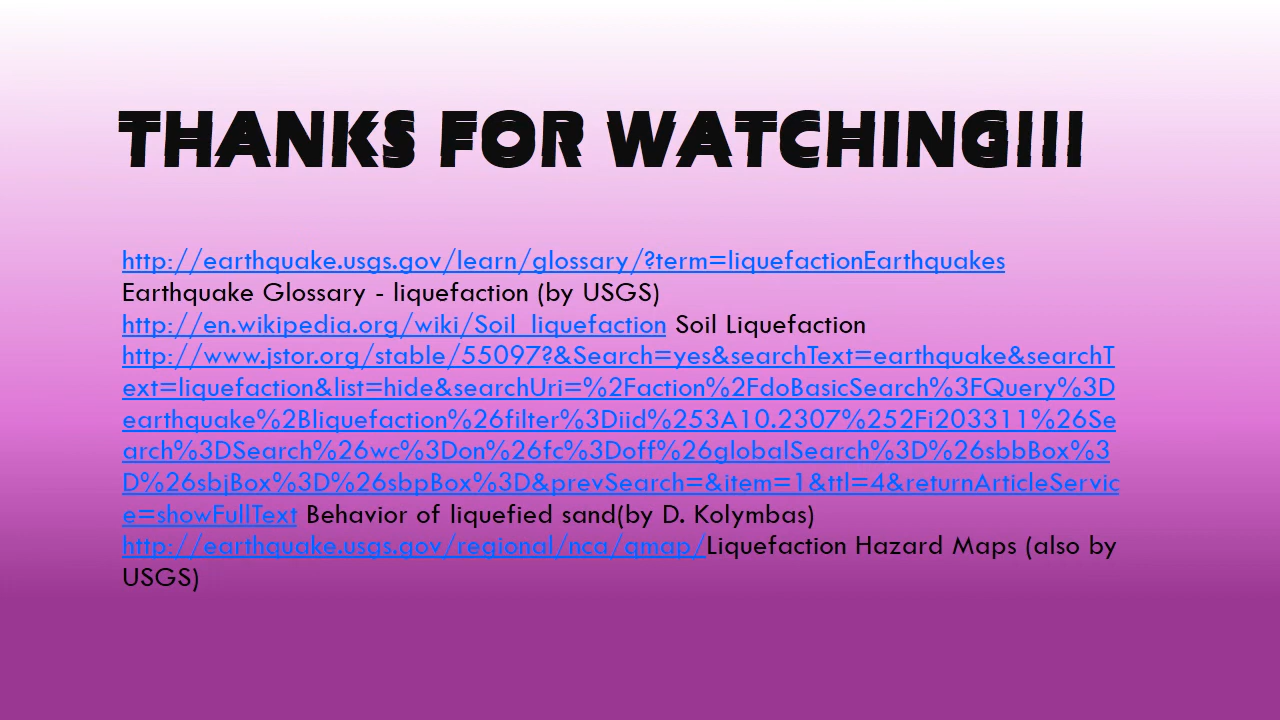 THANKS FOR WATCHING!!!
http://earthquake.usgs.gov/learn/glossary/?term=liquefactionEarthquakes
Earthquake Glossary - liquefaction (by USGS)
http://en.wikipedia.org/wiki/Soil_liquefaction Soil Liquefaction
http://www.jstor.org/stable/55097?&Search=yes&searchText=earthquake&searchT
ext=liquefaction&list=hide&searchUri=%2Faction%2FdoBasicSearch%3FQuery%3D
earthquake%2Bliquefaction%26filter%3Diid%253A10.2307%252Fi203311%26Se
arch%3DSearch%26wc%3Don%26fc%3Doff%26globalSearch%3D%26sbbBox%3
D%26sbjBox%3D%26sbpBox%3D&prevSearch=&item=1&ttl=4&returnArticleServic
e=showFullText Behavior of liquefied sand(by D. Kolymbas)
http://earthquake.usgs.gov/regional/nca/qmap/Liquefaction Hazard Maps (also by
USGS)